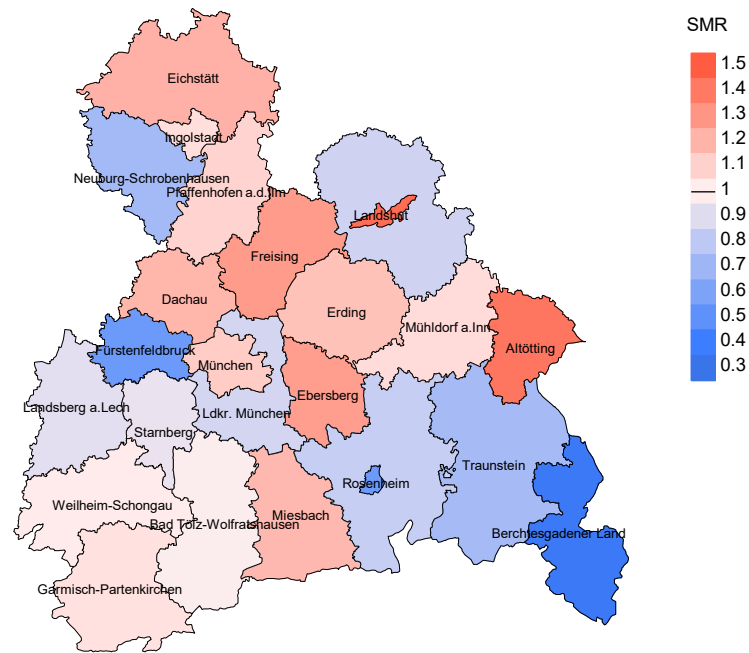 SMR
1.5
1.4
1.3
1.2
1.1
1
0.9
0.8
0.7
0.6
0.5
0.4
0.3
Eichstätt
Ingolstadt
Neuburg-Schrobenhausen
Pfaffenhofen a.d.Ilm
Landshut
Freising
Dachau
Erding
Mühldorf a.Inn
Altötting
Fürstenfeldbruck
München
Ebersberg
Landsberg a.Lech
Ldkr. München
Starnberg
Traunstein
Rosenheim
Weilheim-Schongau
Miesbach
Bad Tölz-Wolfratshausen
Berchtesgadener Land
Garmisch-Partenkirchen